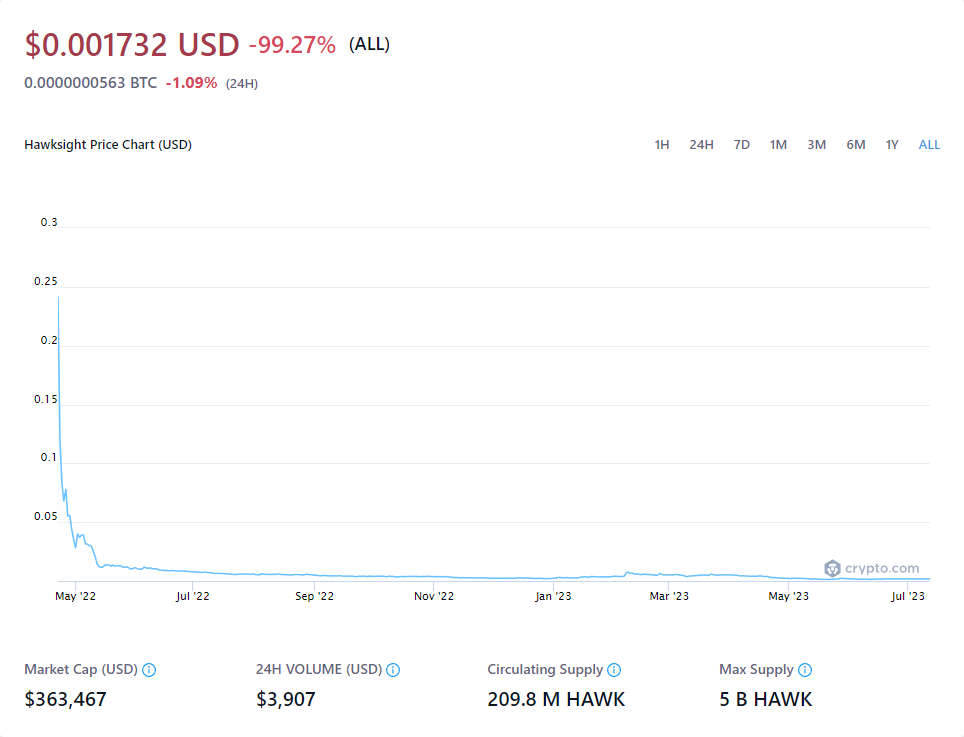 $0.001732 USD -99.27% (ALL)
0.0000000563 BTC -1.09% (24H)
Hawksight Price Chart (USD) 1H 24H 7D 1M 3M 6M 1Y ALL
0.3
0.25
0.2
0.15
0.1
0.05
crypto.com
May '22 Jul '22 Sep '22 Nov '22 Jan '23 Mar '23 May '23 Jul '23
Market Cap (USD) 24H VOLUME (USD) Circulating Supply Max Supply
$363,467 $3,907 209.8 M HAWK 5 B HAWK